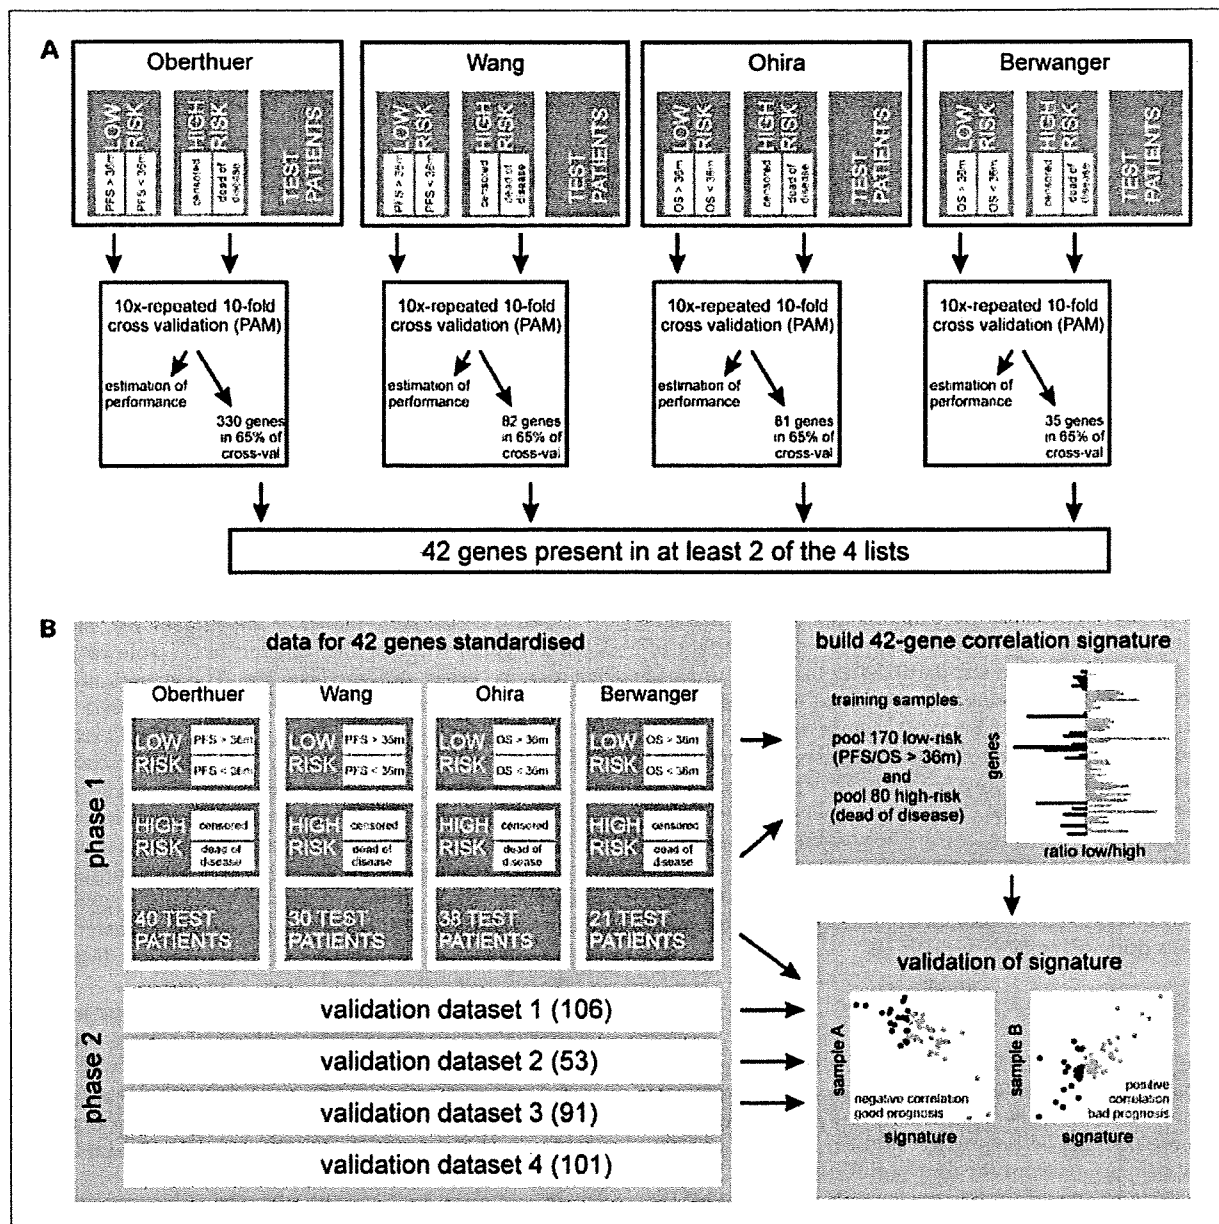 A
Oberthuer
LOW RISK
PFS > 36m
PFS < 36m
HIGH RISK
censored
dead of disease
TEST PATIENTS
Wang
LOW RISK
PFS > 36m
PFS < 36m
HIGH RISK
censored
dead of disease
TEST PATIENTS
Ohira
LOW RISK
OS > 36m
OS < 36m
HIGH RISK
censored
dead of disease
TEST PATIENTS
Berwanger
LOW RISK
OS > 36m
OS < 36m
HIGH RISK
censored
dead of disease
TEST PATIENTS
10x-repeated 10-fold
cross validation (PAM)
estimation of
performance
330 genes
in 65% of
cross-val
10x-repeated 10-fold
cross validation (PAM)
estimation of
performance
82 genes
in 65% of
cross-val
10x-repeated 10-fold
cross validation (PAM)
estimation of
performance
81 genes
in 65% of
cross-val
10x-repeated 10-fold
cross validation (PAM)
estimation of
performance
35 genes
in 65% of
cross-val
42 genes present in at least 2 of the 4 lists
B
data for 42 genes standardised
phase 1
Oberthuer
LOW
RISK
PFS > 36m
PFS < 36m
HIGH
RISK
censored
dead of
disease
40 TEST
PATIENTS
Wang
LOW
RISK
PFS > 36m
PFS < 36m
HIGH
RISK
censored
dead of
disease
30 TEST
PATIENTS
Ohira
LOW
RISK
OS > 36m
OS < 36m
HIGH
RISK
censored
dead of
disease
38 TEST
PATIENTS
Berwanger
LOW
RISK
OS > 36m
OS < 36m
HIGH
RISK
censored
dead of
disease
21 TEST
PATIENTS
phase 2
validation dataset 1 (106)
validation dataset 2 (53)
validation dataset 3 (91)
validation dataset 4 (101)
build 42-gene correlation signature
training samples.
pool 170 low-risk
(PFS/OS > 36m)
and
pool 80 high-risk
(dead of disease)
genes
ratio low/high
validation of signature
sample A
negative correlation
good prognosis
signature
sample B
positive
correlation
bad prognosis
signature